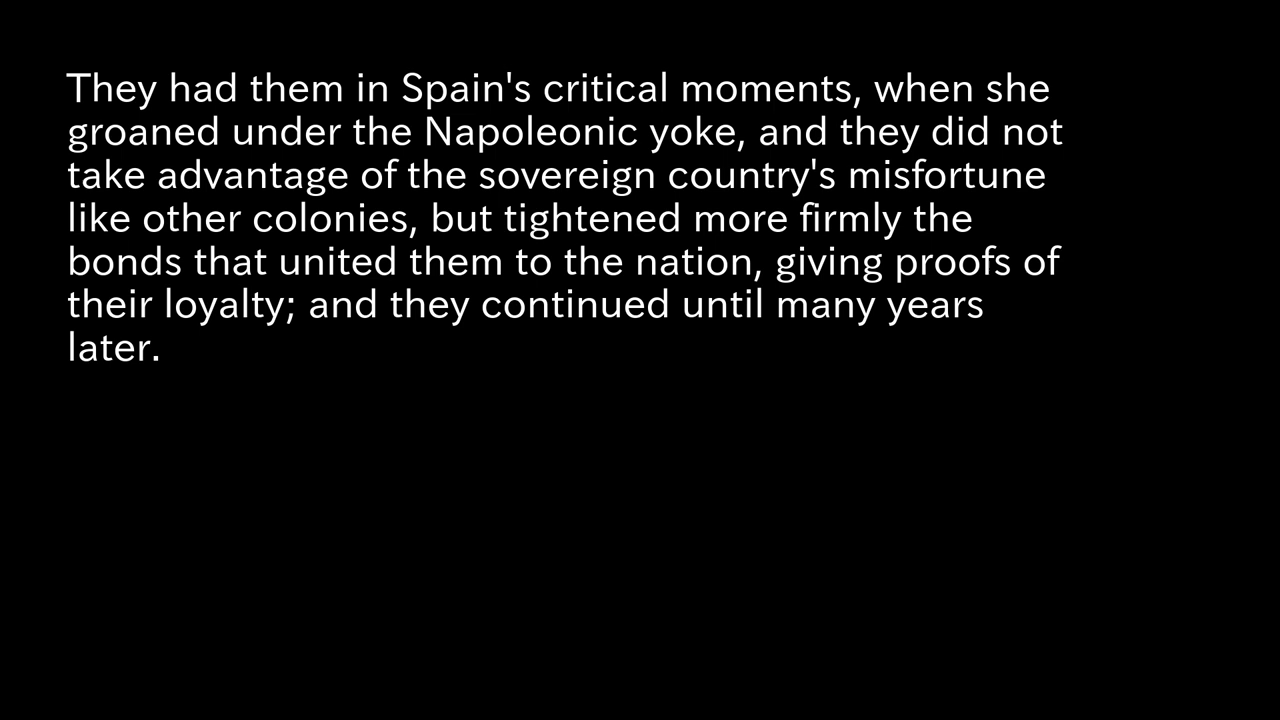 They had them in Spain's critical moments, when she
groaned under the Napoleonic yoke, and they did not
take advantage of the sovereign country's misfortune
like other colonies, but tightened more firmly the
bonds that united them to the nation, giving proofs of
their loyalty; and they continued until many years
later.